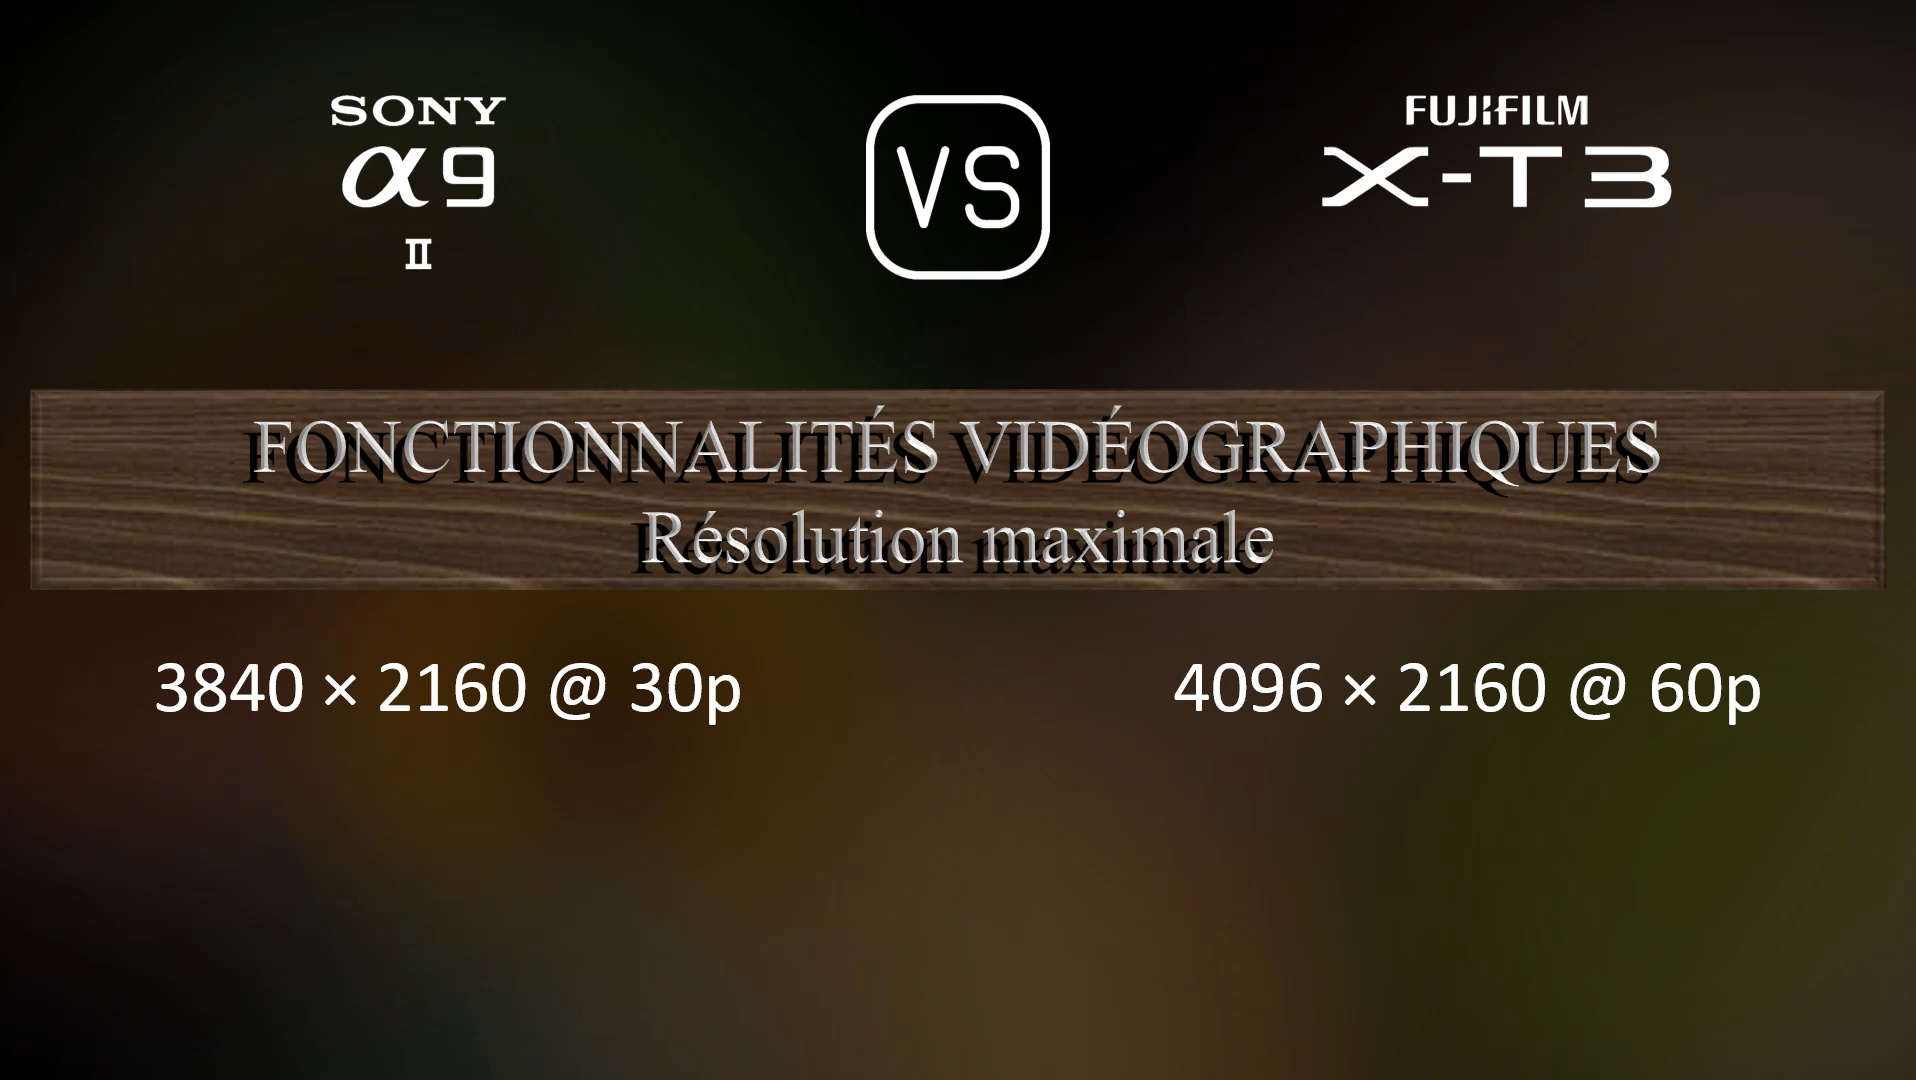 SONY
α9
II
VS
FUJIFILM
X-T3
FONCTIONNALITÉS VIDÉOGRAPHIQUES
Résolution maximale
3840 × 2160 @ 30p
4096 × 2160 @ 60p